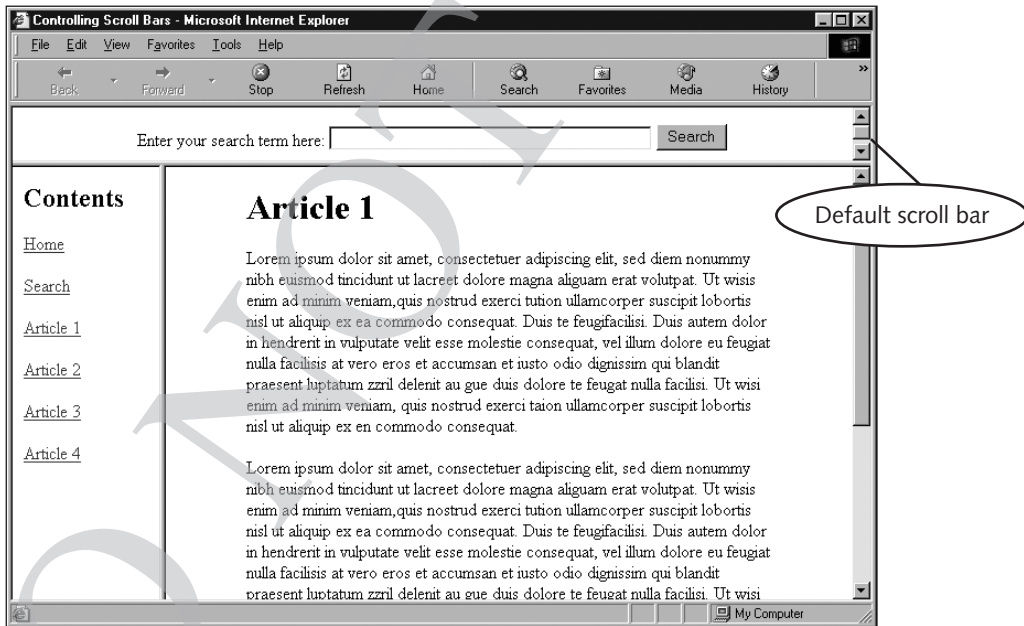 Controlling Scroll Bars - Microsoft Internet Explorer
File Edit View Favorites Tools Help
Back Forward Stop Refresh Home Search Favorites Media History »
Enter your search term here: Search
Default scroll bar
Contents
Home
Search
Article 1
Article 2
Article 3
Article 4
Article 1
Lorem ipsum dolor sit amet, consectetuer adipiscing elit, sed diem nonummy
nibh euismod tincidunt ut lacreet dolore magna aliguam erat volutpat. Ut wisis
enim ad minim veniam,quis nostrud exerci tution ullamcorper suscipit lobortis
nisl ut aliquip ex ea commodo consequat. Duis te feugifacilisi. Duis autem dolor
in hendrerit in vulputate velit esse molestie consequat, vel illum dolore eu feugiat
nulla facilisis at vero eros et accumsan et iusto odio dignissim qui blandit
praesent luptatum zzril delenit au gue duis dolore te feugat nulla facilisi. Ut wisi
enim ad minim veniam, quis nostrud exerci taion ullamcorper suscipit lobortis
nisl ut aliquip ex en commodo consequat.
Lorem ipsum dolor sit amet, consectetuer adipiscing elit, sed diem nonummy
nibh euismod tincidunt ut lacreet dolore magna aliguam erat volutpat. Ut wisis
enim ad minim veniam,quis nostrud exerci tution ullamcorper suscipit lobortis
nisl ut aliquip ex ea commodo consequat. Duis te feugifacilisi. Duis autem dolor
in hendrerit in vulputate velit esse molestie consequat, vel illum dolore eu feugiat
nulla facilisis at vero eros et accumsan et iusto odio dignissim qui blandit
praesent luptatum zzril delenit au gue duis dolore te feugat nulla facilisi. Ut wisi
My Computer
O NOT